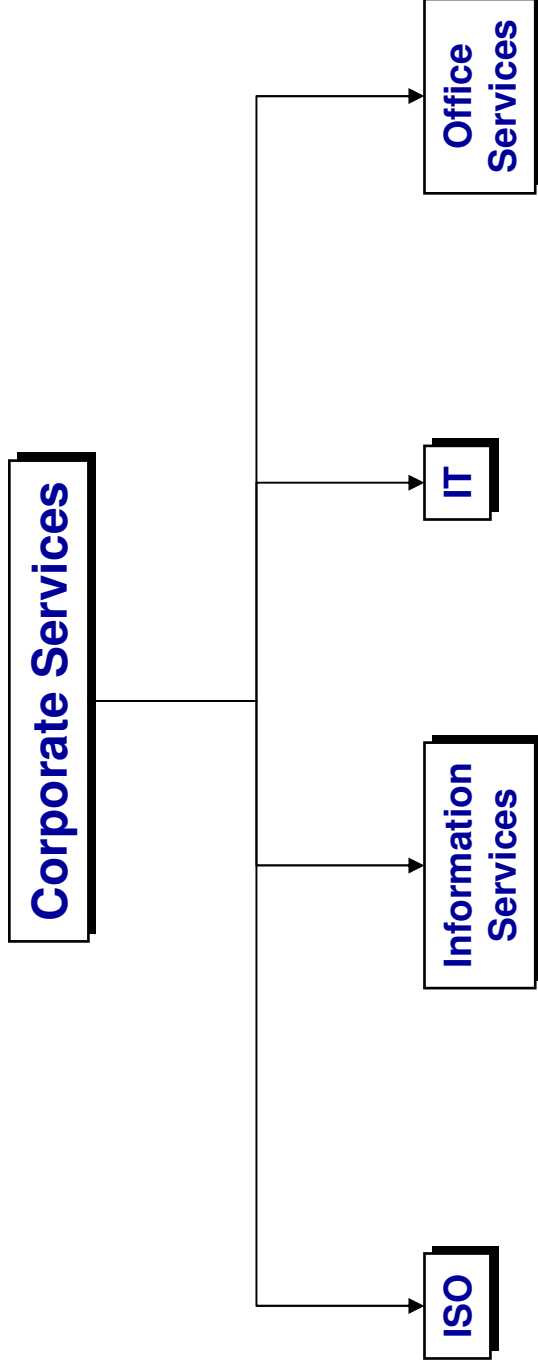 Corporate Services
ISO
Information
Services
IT
Office
Services